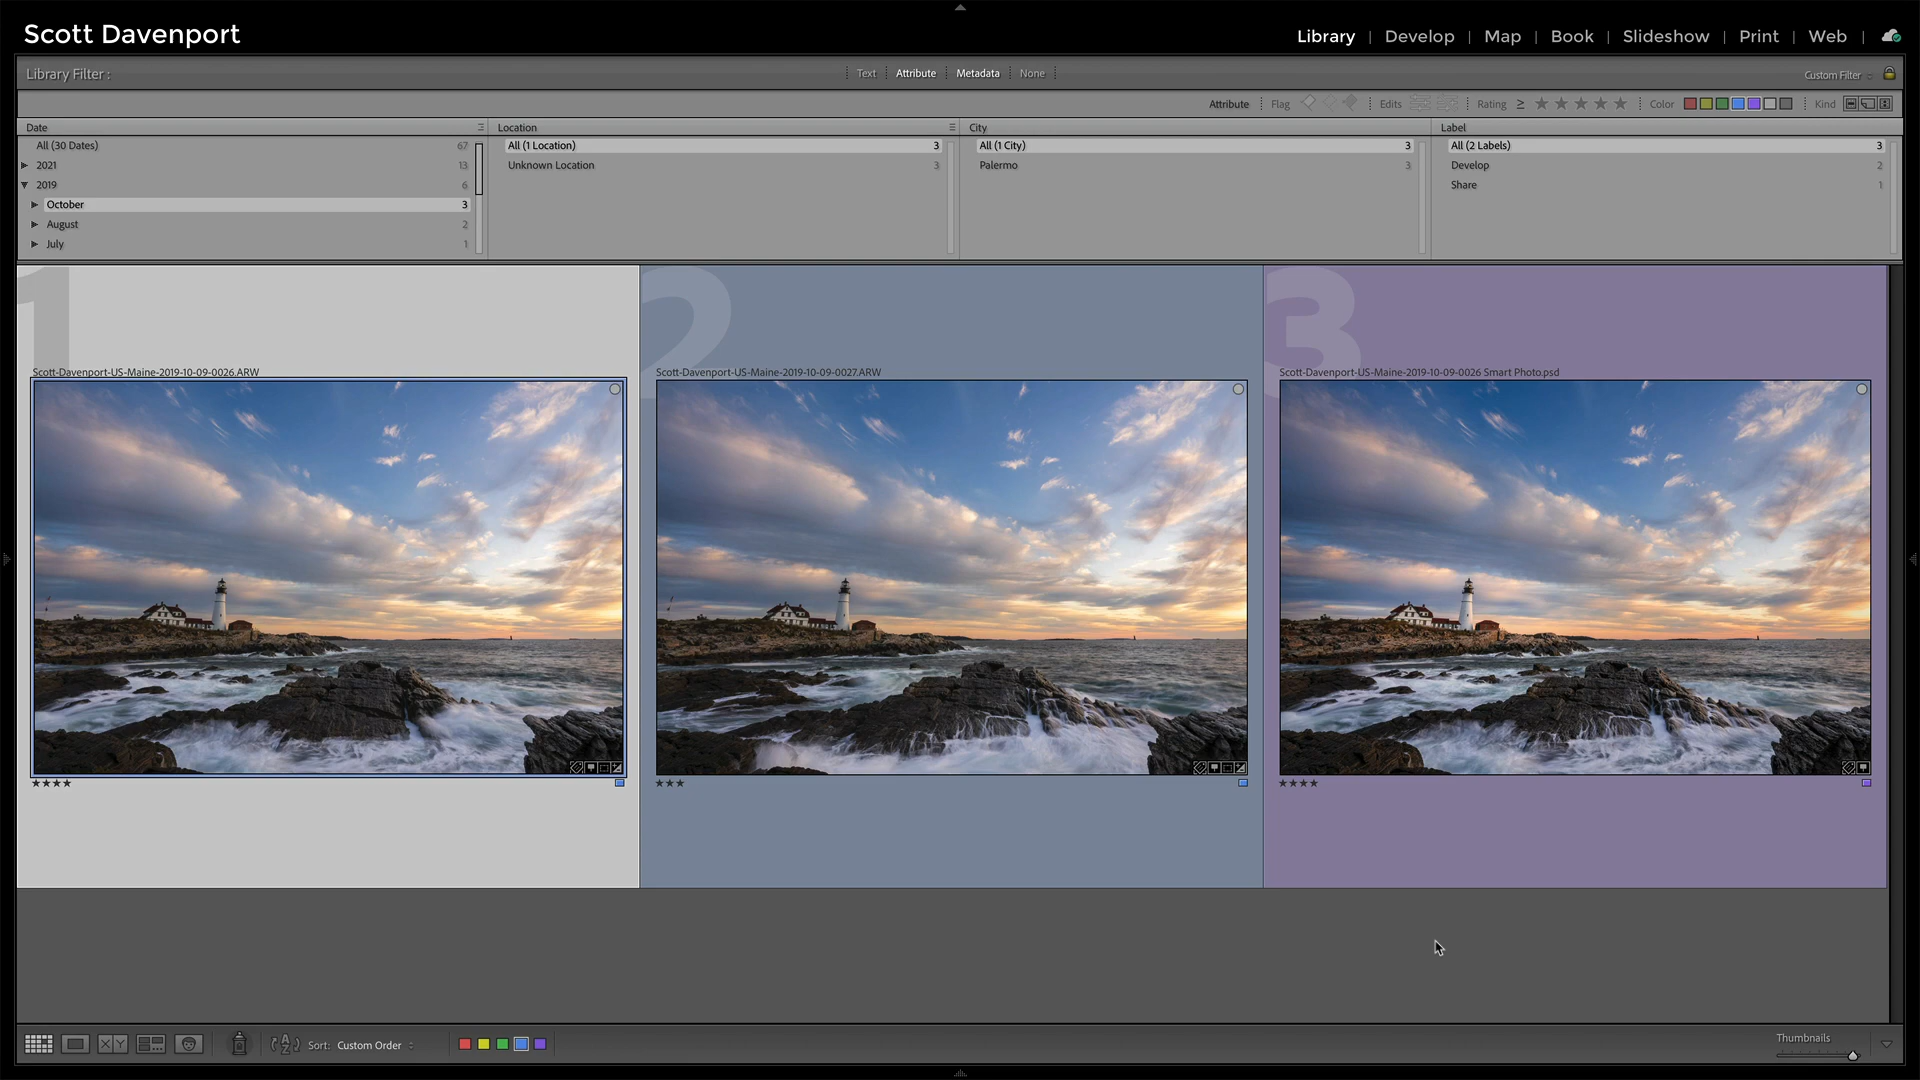 Scott Davenport
Library | Develop | Map | Book | Slideshow | Print | Web |
Library Filter :
Text Attribute Metadata None
Custom Filter
Attribute Flag Edits Rating ≥ ★ ★ ★ ★ ★ Color Kind
Date Location City Label
All (30 Dates) 67 All (1 Location) 3 All (1 City) 3 All (2 Labels) 3
2021 13 Unknown Location 3 Palermo 3 Develop 2
2019 6 Share 1
October 3
August 2
July 1
1 2 3
Scott-Davenport-US-Maine-2019-10-09-0026.ARW
Scott-Davenport-US-Maine-2019-10-09-0027.ARW
Scott-Davenport-US-Maine-2019-10-09-0026 Smart Photo.psd
★★★★ ★★★ ★★★★
X Y
A Z Sort: Custom Order
Thumbnails